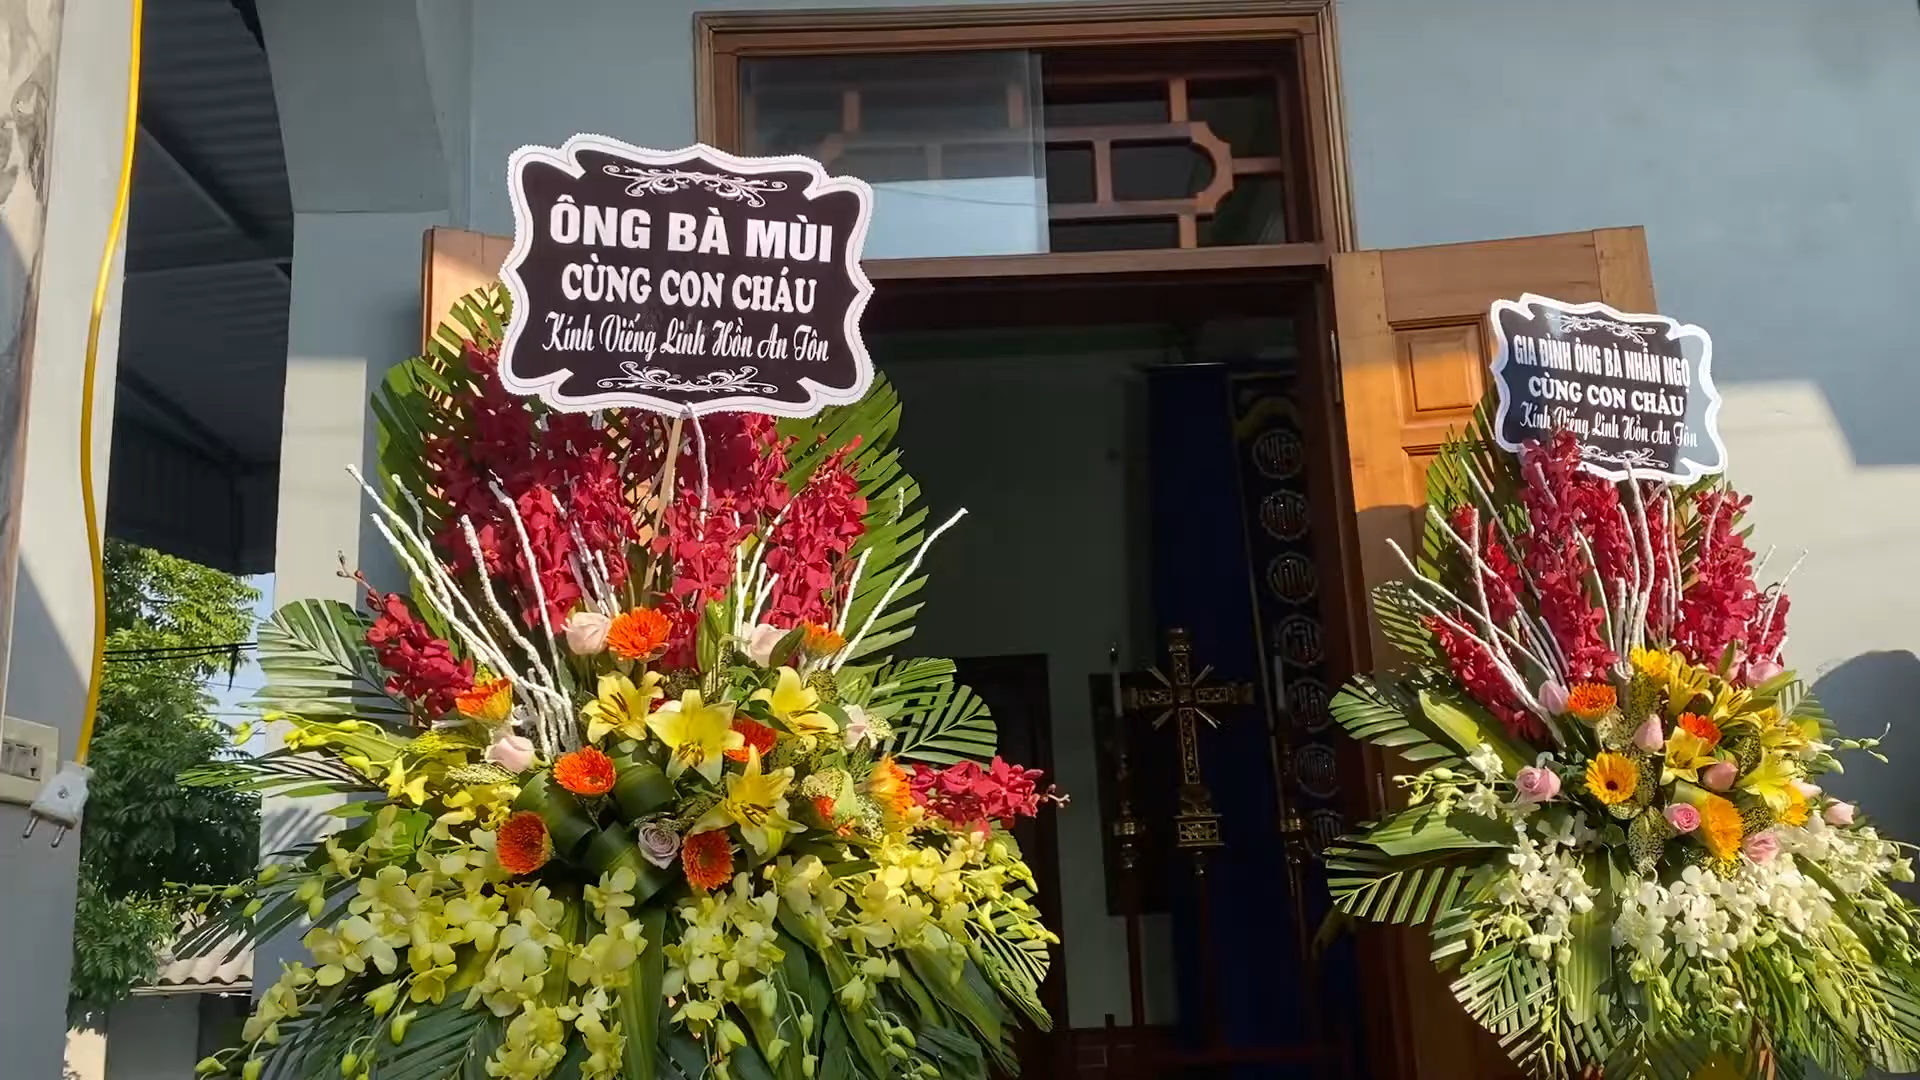 ÔNG BÀ MÙI
CÙNG CON CHÁU
Kính Viếng Linh Hồn An Tôn
GIA ĐÌNH ÔNG BÀ NHẪN NGỌ
CÙNG CON CHÁU
Kính Viếng Linh Hồn An Tôn